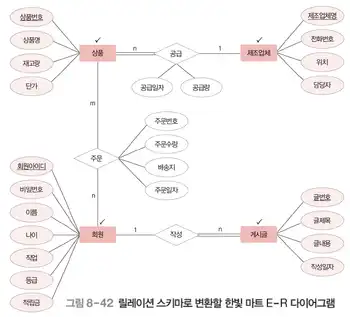 상품번호
상품명
재고량
단가
상품
n
공급
1
제조업체
공급일자
공급량
제조업체명
전화번호
위치
담당자
m
주문
n
주문번호
주문수량
배송지
주문일자
회원아이디
비밀번호
이름
나이
직업
등급
적립금
회원
1
작성
n
게시글
글번호
글제목
글내용
작성일자
그림 8-42 릴레이션 스키마로 변환할 한빛 마트 E-R 다이어그램